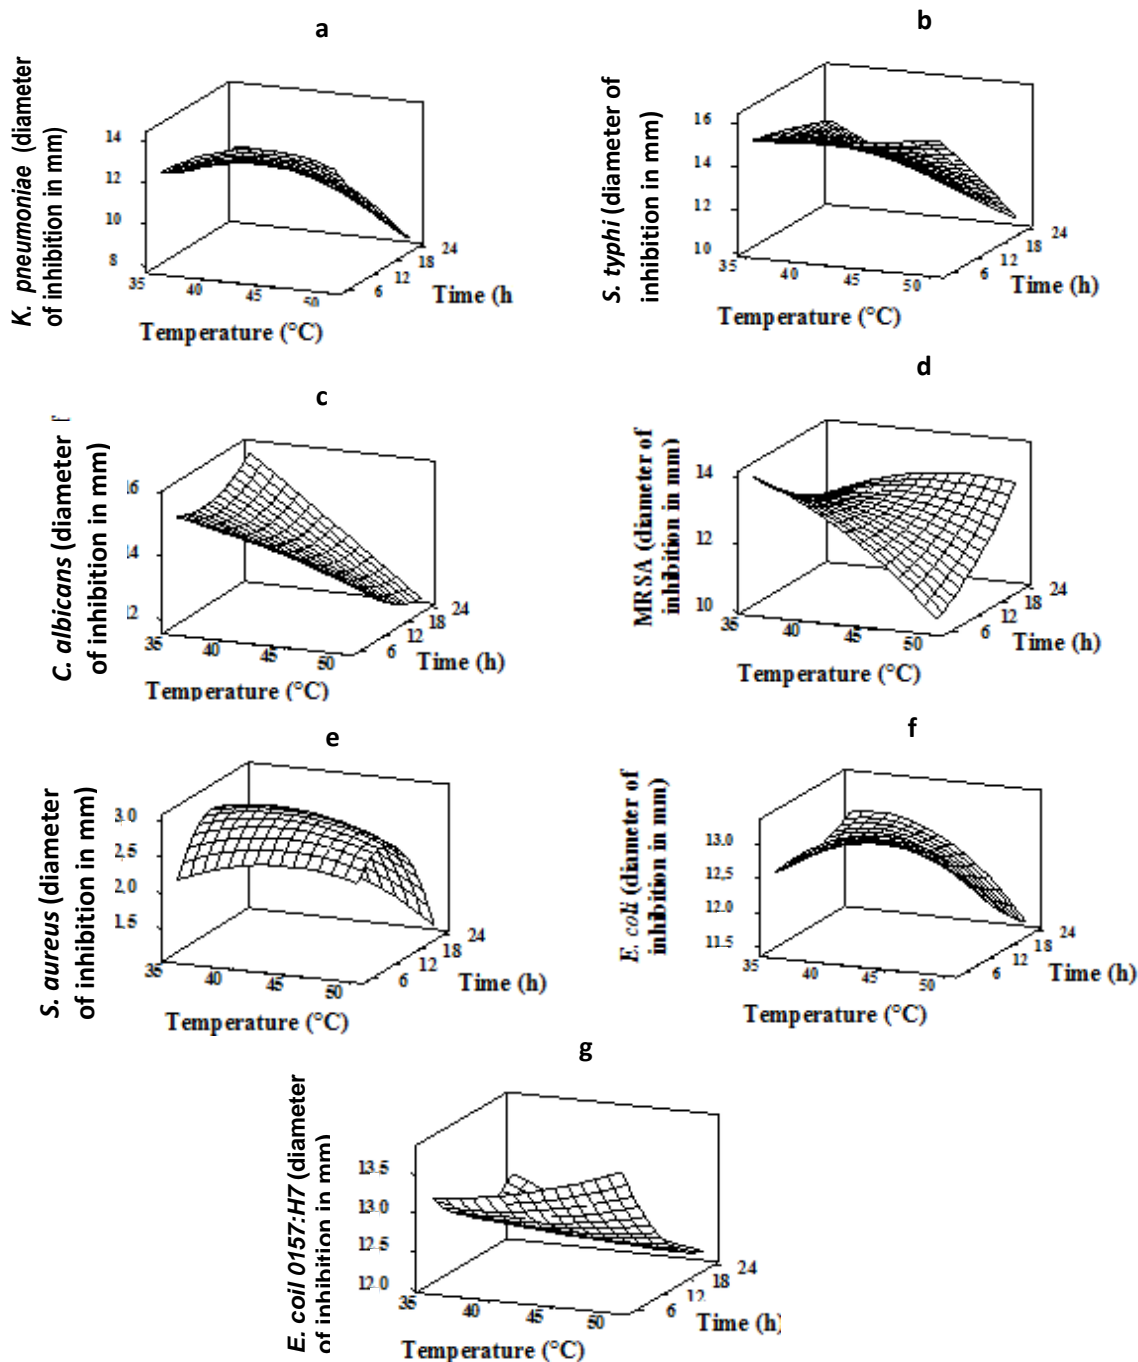 a
K. pneumoniae (diameter
of inhibition in mm)
14
12
10
8
35
40
45
50
6
12
18
24
Time (h
Temperature (°C)
b
S. typhi (diameter of
inhibition in mm)
16
14
12
10
35
40
45
50
6
12
18
24
Time (h)
Temperature (°C)
c
C. albicans (diameter
of inhibition in mm)
16
14
12
35
40
45
50
6
12
18
24
Time (h)
Temperature (°C)
d
MRSA (diameter of
inhibition in mm)
14
12
10
35
40
45
50
6
12
18
24
Time (h)
Temperature (°C)
e
S. aureus (diameter
of inhibition in mm)
3.0
2.5
2.0
1.5
35
40
45
50
6
12
18
24
Time (h)
Temperature (°C)
f
E. coli (diameter of
inhibition in mm)
13.0
12.5
12.0
11.5
35
40
45
50
6
12
18
24
Time (h)
Temperature (°C)
g
E. coil 0157:H7 (diameter
of inhibition in mm)
13.5
13.0
12.5
12.0
35
40
45
50
6
12
18
24
Time (h)
Temperature (°C)